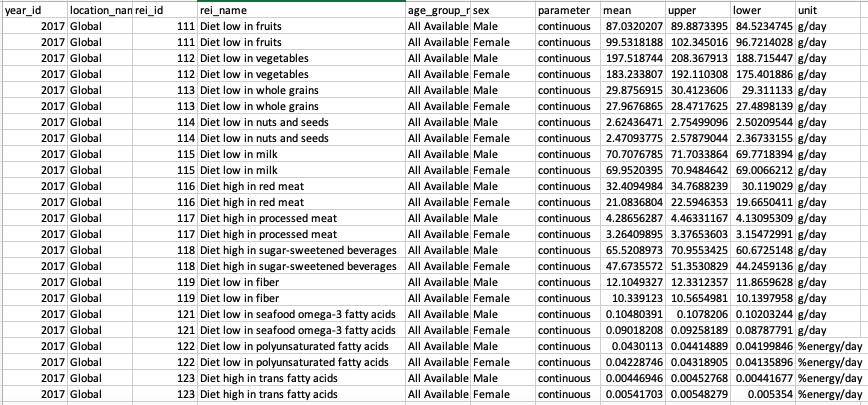 year_id location_nan rei_id rei_name age_group_r sex parameter mean upper lower unit
2017 Global 111 Diet low in fruits All Available Male continuous 87.0320207 89.8873395 84.5234745 g/day
2017 Global 111 Diet low in fruits All Available Female continuous 99.5318188 102.345016 96.7214028 g/day
2017 Global 112 Diet low in vegetables All Available Male continuous 197.518744 208.367913 188.715447 g/day
2017 Global 112 Diet low in vegetables All Available Female continuous 183.233807 192.110308 175.401886 g/day
2017 Global 113 Diet low in whole grains All Available Male continuous 29.8756915 30.4123606 29.311133 g/day
2017 Global 113 Diet low in whole grains All Available Female continuous 27.9676865 28.4717625 27.4898139 g/day
2017 Global 114 Diet low in nuts and seeds All Available Male continuous 2.62436471 2.75499096 2.50209544 g/day
2017 Global 114 Diet low in nuts and seeds All Available Female continuous 2.47093775 2.57879044 2.36733155 g/day
2017 Global 115 Diet low in milk All Available Male continuous 70.7076785 71.7033864 69.7718394 g/day
2017 Global 115 Diet low in milk All Available Female continuous 69.9520395 70.9484642 69.0066212 g/day
2017 Global 116 Diet high in red meat All Available Male continuous 32.4094984 34.7688239 30.119029 g/day
2017 Global 116 Diet high in red meat All Available Female continuous 21.0836804 22.5946353 19.6650411 g/day
2017 Global 117 Diet high in processed meat All Available Male continuous 4.28656287 4.46331167 4.13095309 g/day
2017 Global 117 Diet high in processed meat All Available Female continuous 3.26409895 3.37653603 3.15472991 g/day
2017 Global 118 Diet high in sugar-sweetened beverages All Available Male continuous 65.5208973 70.9553425 60.6725148 g/day
2017 Global 118 Diet high in sugar-sweetened beverages All Available Female continuous 47.6735572 51.3530829 44.2459136 g/day
2017 Global 119 Diet low in fiber All Available Male continuous 12.1049327 12.3312357 11.8659628 g/day
2017 Global 119 Diet low in fiber All Available Female continuous 10.339123 10.5654981 10.1397958 g/day
2017 Global 121 Diet low in seafood omega-3 fatty acids All Available Male continuous 0.10480391 0.1078206 0.10203244 g/day
2017 Global 121 Diet low in seafood omega-3 fatty acids All Available Female continuous 0.09018208 0.09258189 0.08787791 g/day
2017 Global 122 Diet low in polyunsaturated fatty acids All Available Male continuous 0.0430113 0.04414889 0.04199846 %energy/day
2017 Global 122 Diet low in polyunsaturated fatty acids All Available Female continuous 0.04228746 0.04318905 0.04135896 %energy/day
2017 Global 123 Diet high in trans fatty acids All Available Male continuous 0.00446946 0.00452768 0.00441677 %energy/day
2017 Global 123 Diet high in trans fatty acids All Available Female continuous 0.00541703 0.00548279 0.005354 %energy/day